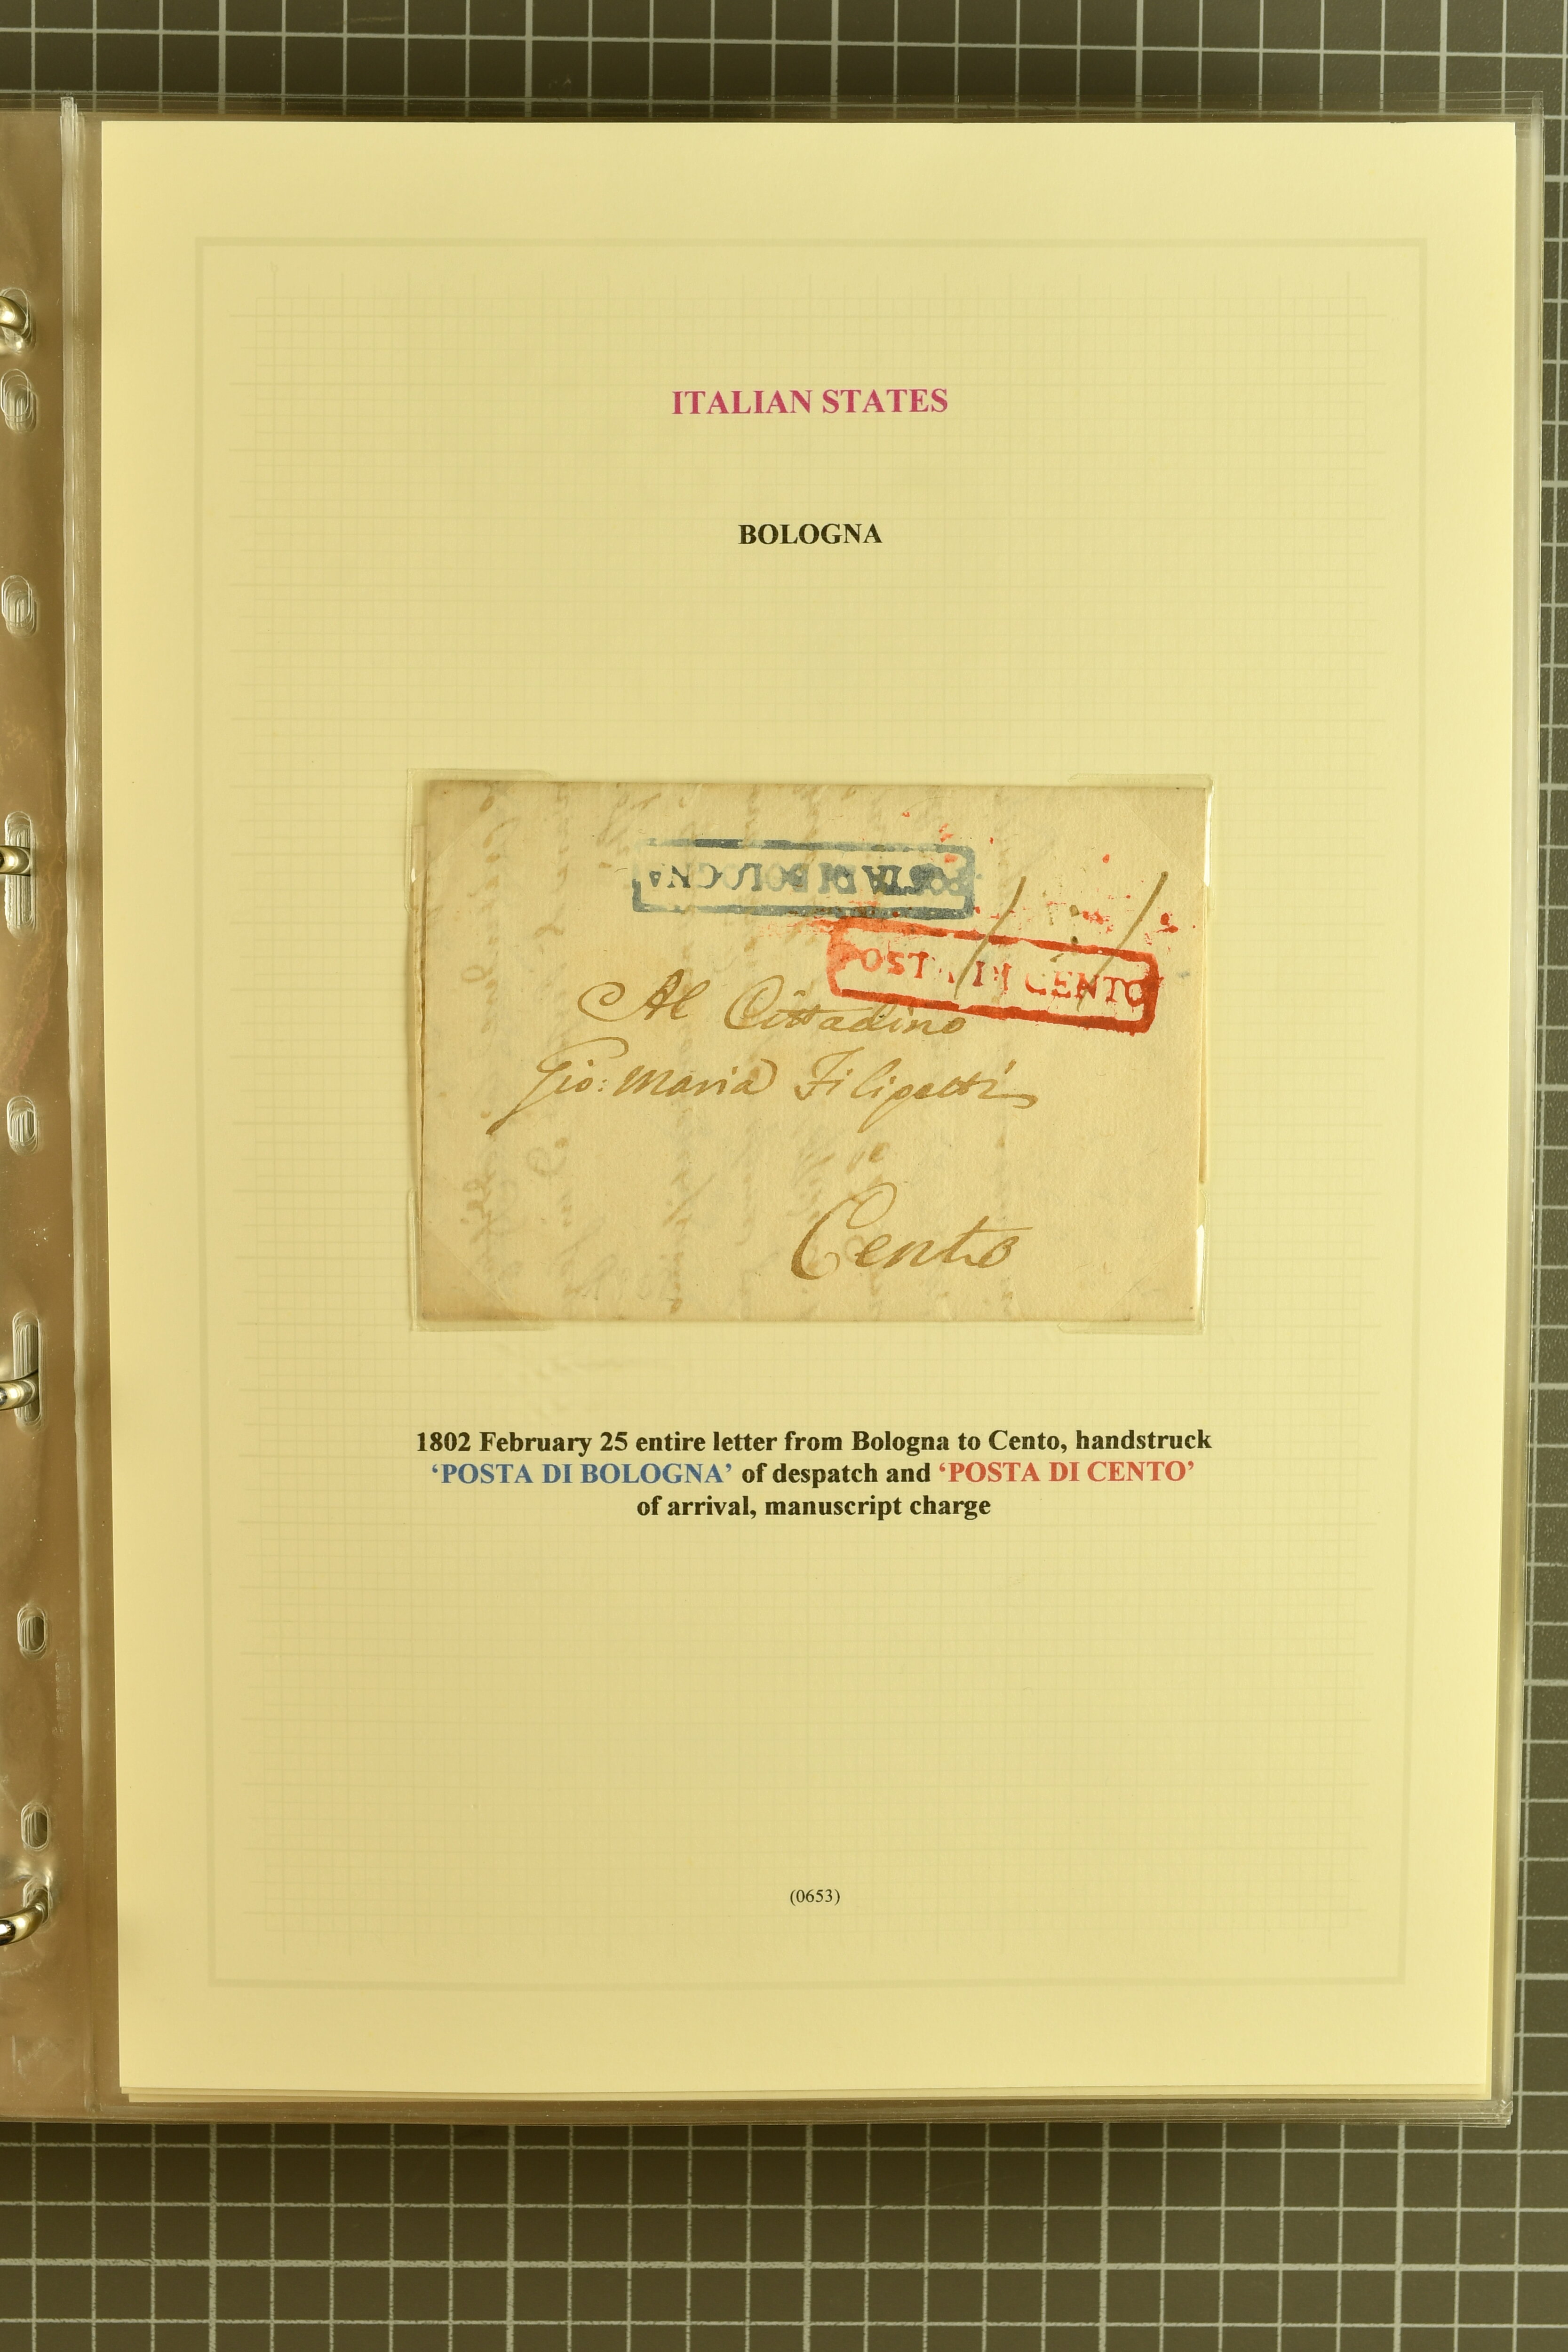 ITALIAN STATES
BOLOGNA
POSTA DI BOLOGNA
POSTA DI CENTO
Al Cittadino
Gio: Maria Filipetti
Cento
1802 February 25 entire letter from Bologna to Cento, handstruck
‘POSTA DI BOLOGNA’ of despatch and ‘POSTA DI CENTO’
of arrival, manuscript charge
(0653)